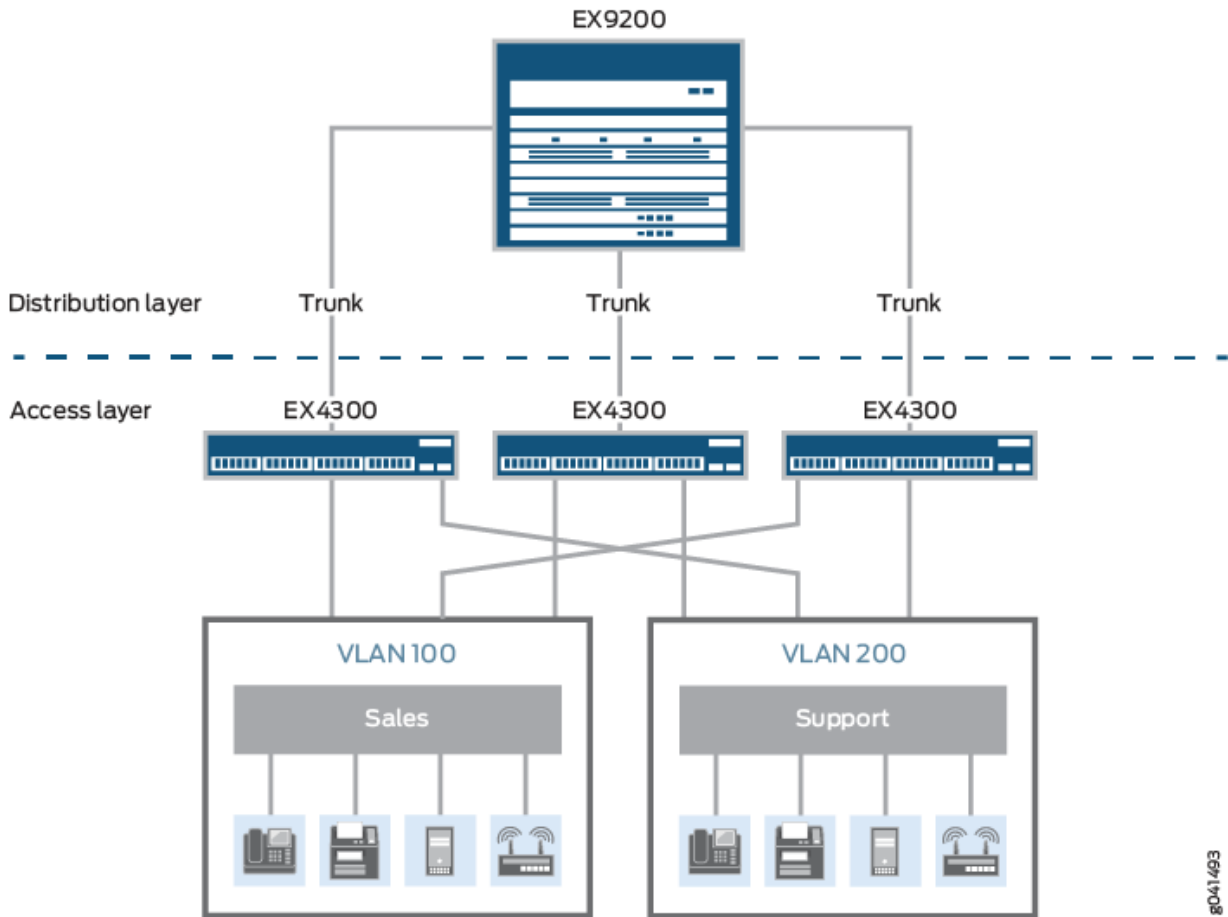 EX9200
Distribution layer
Trunk
Trunk
Trunk
Access layer
EX4300
EX4300
EX4300
VLAN 100
VLAN 200
Sales
Support
g041493